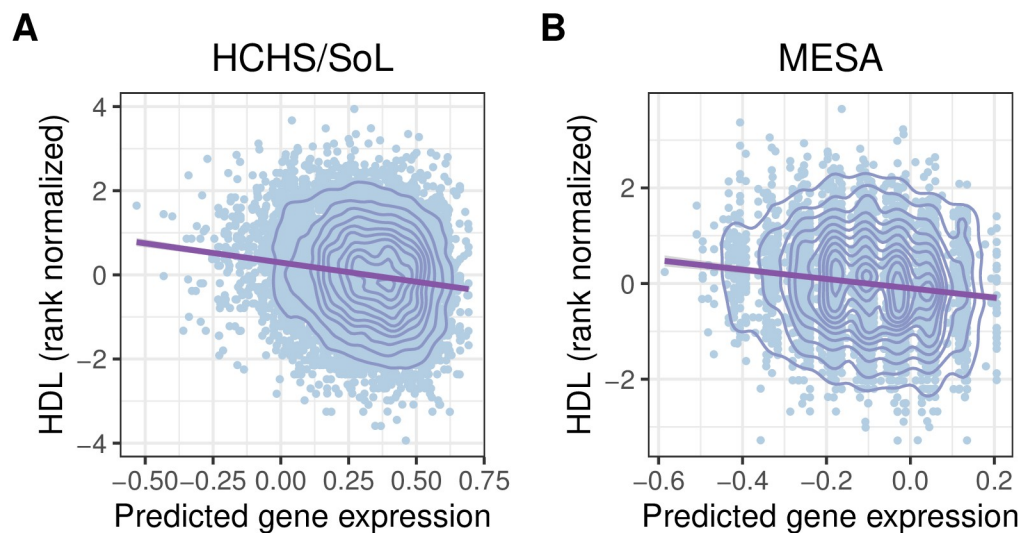 A
HCHS/SoL
HDL (rank normalized)
4
2
0
−2
−4
−0.50 −0.25 0.00 0.25 0.50 0.75
Predicted gene expression
B
MESA
HDL (rank normalized)
2
0
−2
−0.6 −0.4 −0.2 0.0 0.2
Predicted gene expression